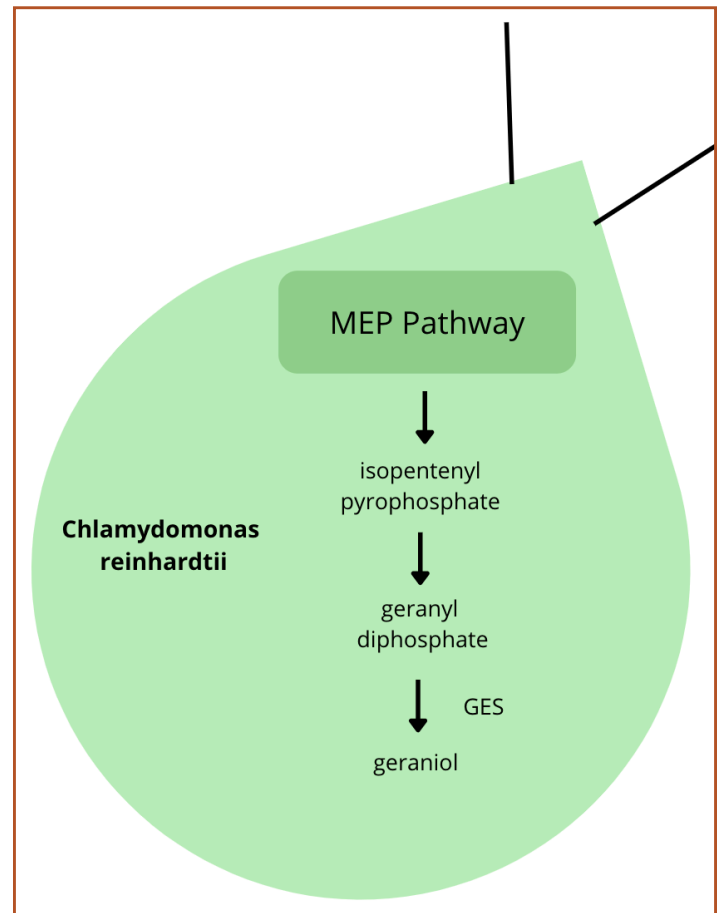 MEP Pathway
isopentenyl
pyrophosphate
Chlamydomonas
reinhardtii
geranyl
diphosphate
GES
geraniol